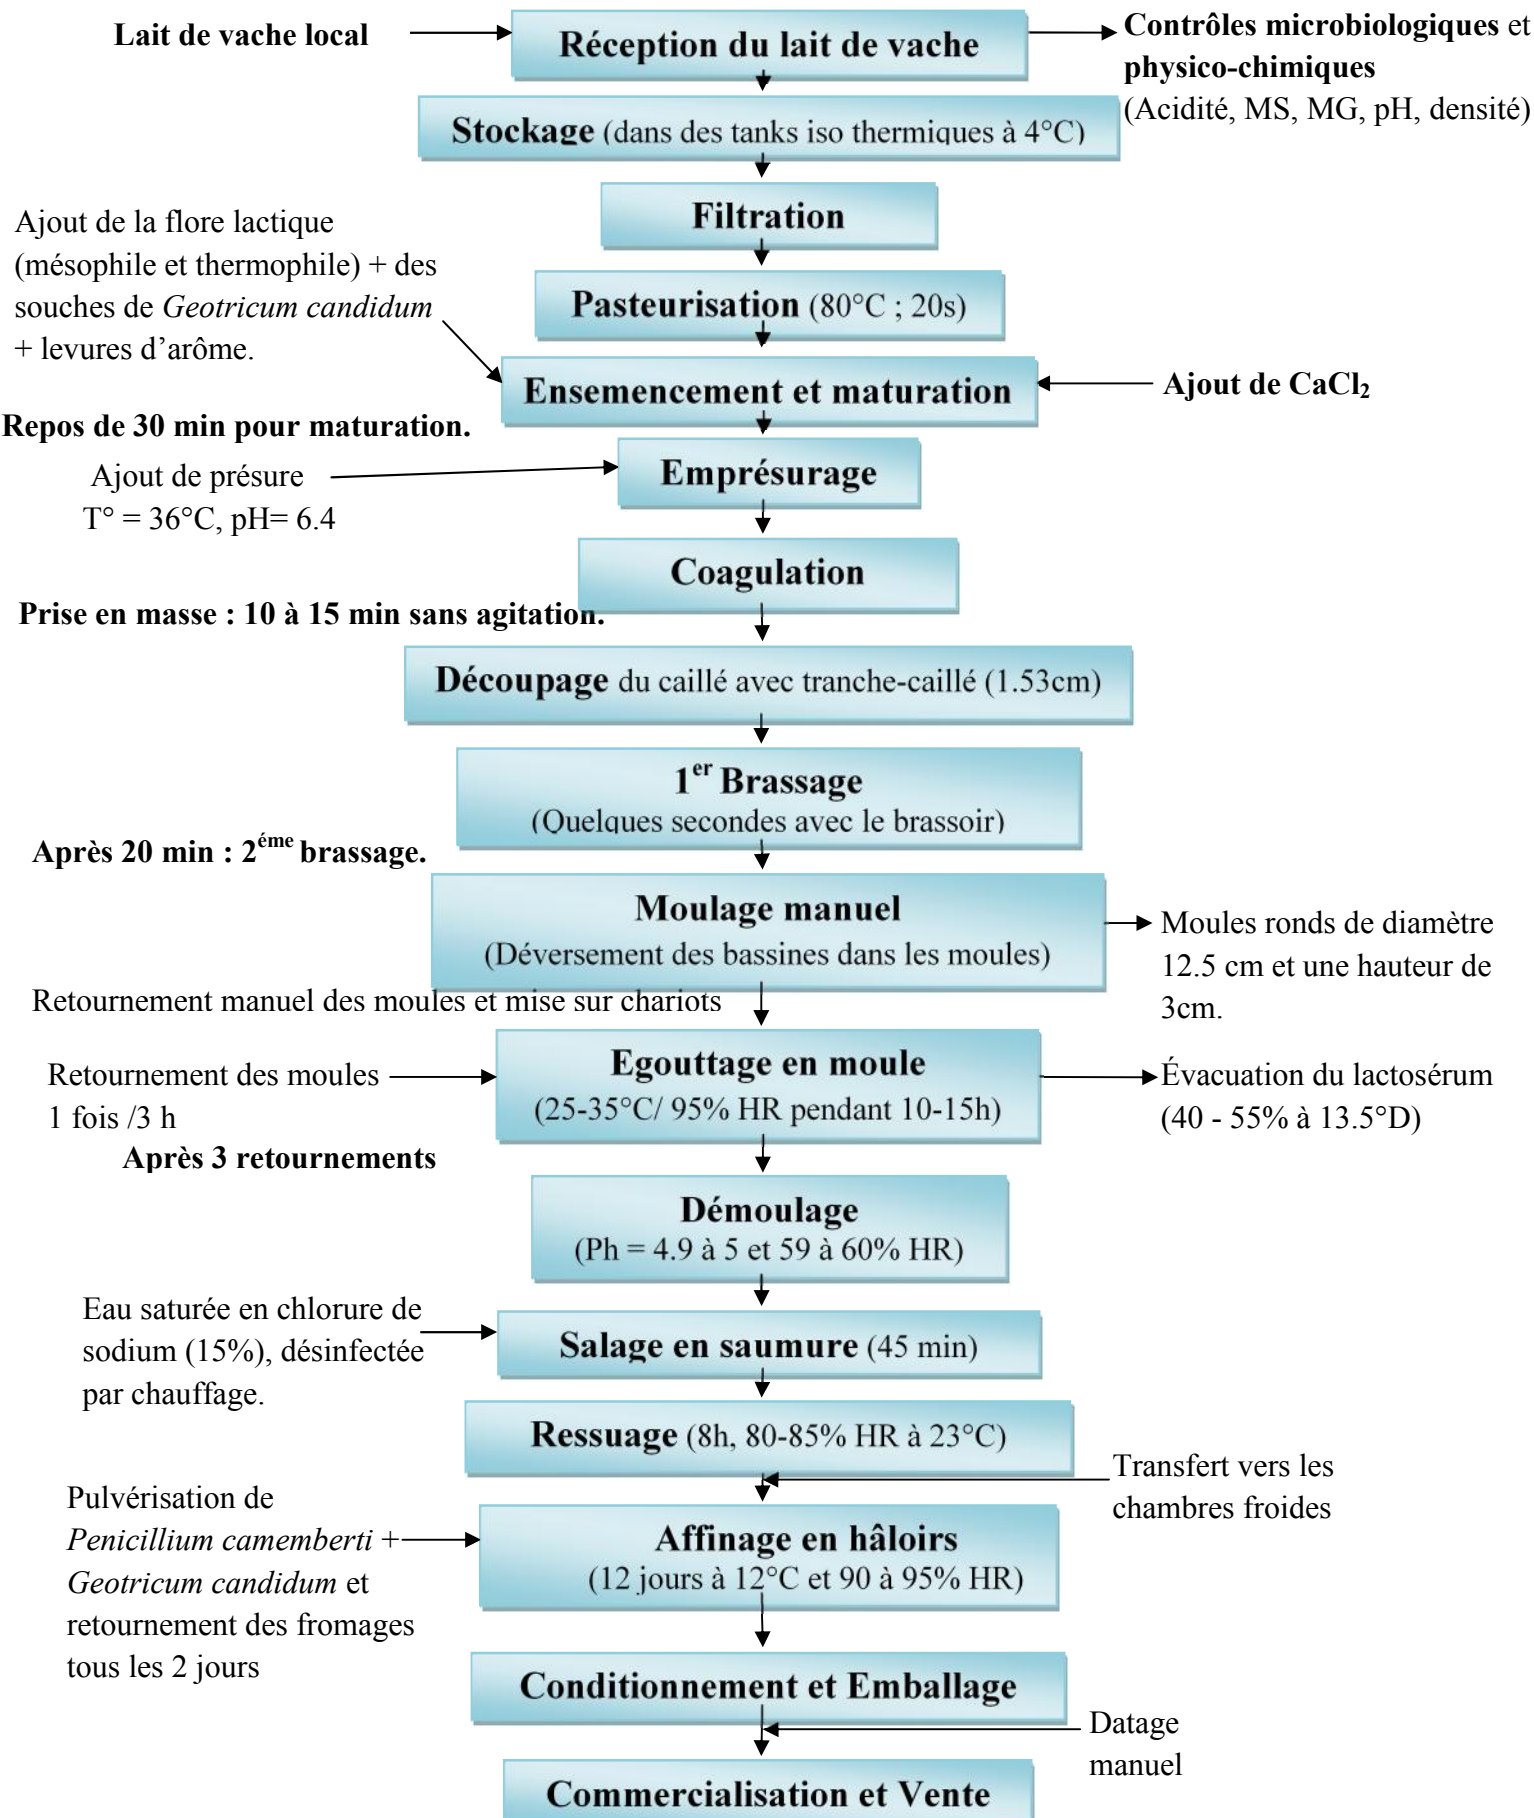 Lait de vache local
Réception du lait de vache
Contrôles microbiologiques et
physico-chimiques
(Acidité, MS, MG, pH, densité)
Stockage (dans des tanks iso thermiques à 4°C)
Filtration
Ajout de la flore lactique
(mésophile et thermophile) + des
souches de Geotricum candidum
+ levures d’arôme.
Pasteurisation (80°C ; 20s)
Ensemencement et maturation
Ajout de CaCl₂
Repos de 30 min pour maturation.
Ajout de présure
T° = 36°C, pH= 6.4
Emprésurage
Coagulation
Prise en masse : 10 à 15 min sans agitation.
Découpage du caillé avec tranche-caillé (1.53cm)
1er Brassage
(Quelques secondes avec le brassoir)
Après 20 min : 2éme brassage.
Moulage manuel
(Déversement des bassines dans les moules)
Moules ronds de diamètre
12.5 cm et une hauteur de
3cm.
Retournement manuel des moules et mise sur chariots
Retournement des moules
1 fois /3 h
Egouttage en moule
(25-35°C/ 95% HR pendant 10-15h)
Évacuation du lactosérum
(40 - 55% à 13.5°D)
Après 3 retournements
Démoulage
(Ph = 4.9 à 5 et 59 à 60% HR)
Eau saturée en chlorure de
sodium (15%), désinfectée
par chauffage.
Salage en saumure (45 min)
Ressuage (8h, 80-85% HR à 23°C)
Transfert vers les
chambres froides
Pulvérisation de
Penicillium camemberti +
Geotricum candidum et
retournement des fromages
tous les 2 jours
Affinage en hâloirs
(12 jours à 12°C et 90 à 95% HR)
Conditionnement et Emballage
Datage
manuel
Commercialisation et Vente